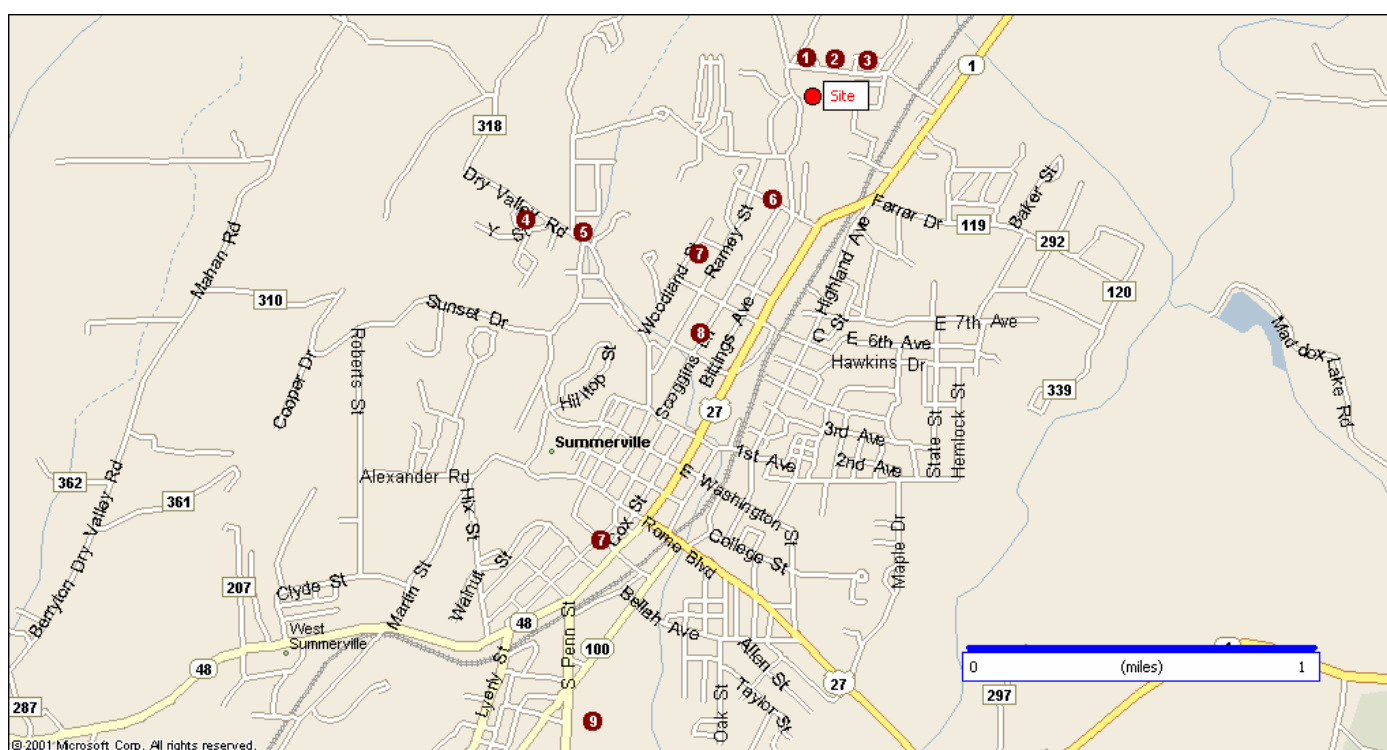 1
2
3
1
Site
318
Dry Valley Rd
Y St
4
5
6
Ramey St
Farrar Dr
119
Baker St
292
120
Mahan Rd
310
Sunset Dr
Woodland
7
Highland Ave
8
Scoggins
Bittings Ave
C St
E 7th Ave
E 6th Ave
Hawkins Dr
Maddox Lake Rd
Cooper Dr
Roberts St
Hilltop St
27
339
3rd Ave
2nd Ave
1st Ave
State St
Hemlock St
Summerville
Alexander Rd
362
361
Berryton Dry Valley Rd
Hix St
Cox St
E Washington St
7
Rome Blvd
College St
Maple Dr
207
Clyde St
Martin St
Walnut St
West
Summerville
48
48
Bellah Ave
100
S Penn St
Lyerly St
Allen St
Taylor St
Oak St
27
1
0 (miles) 1
297
287
9
© 2001 Microsoft Corp. All rights reserved.